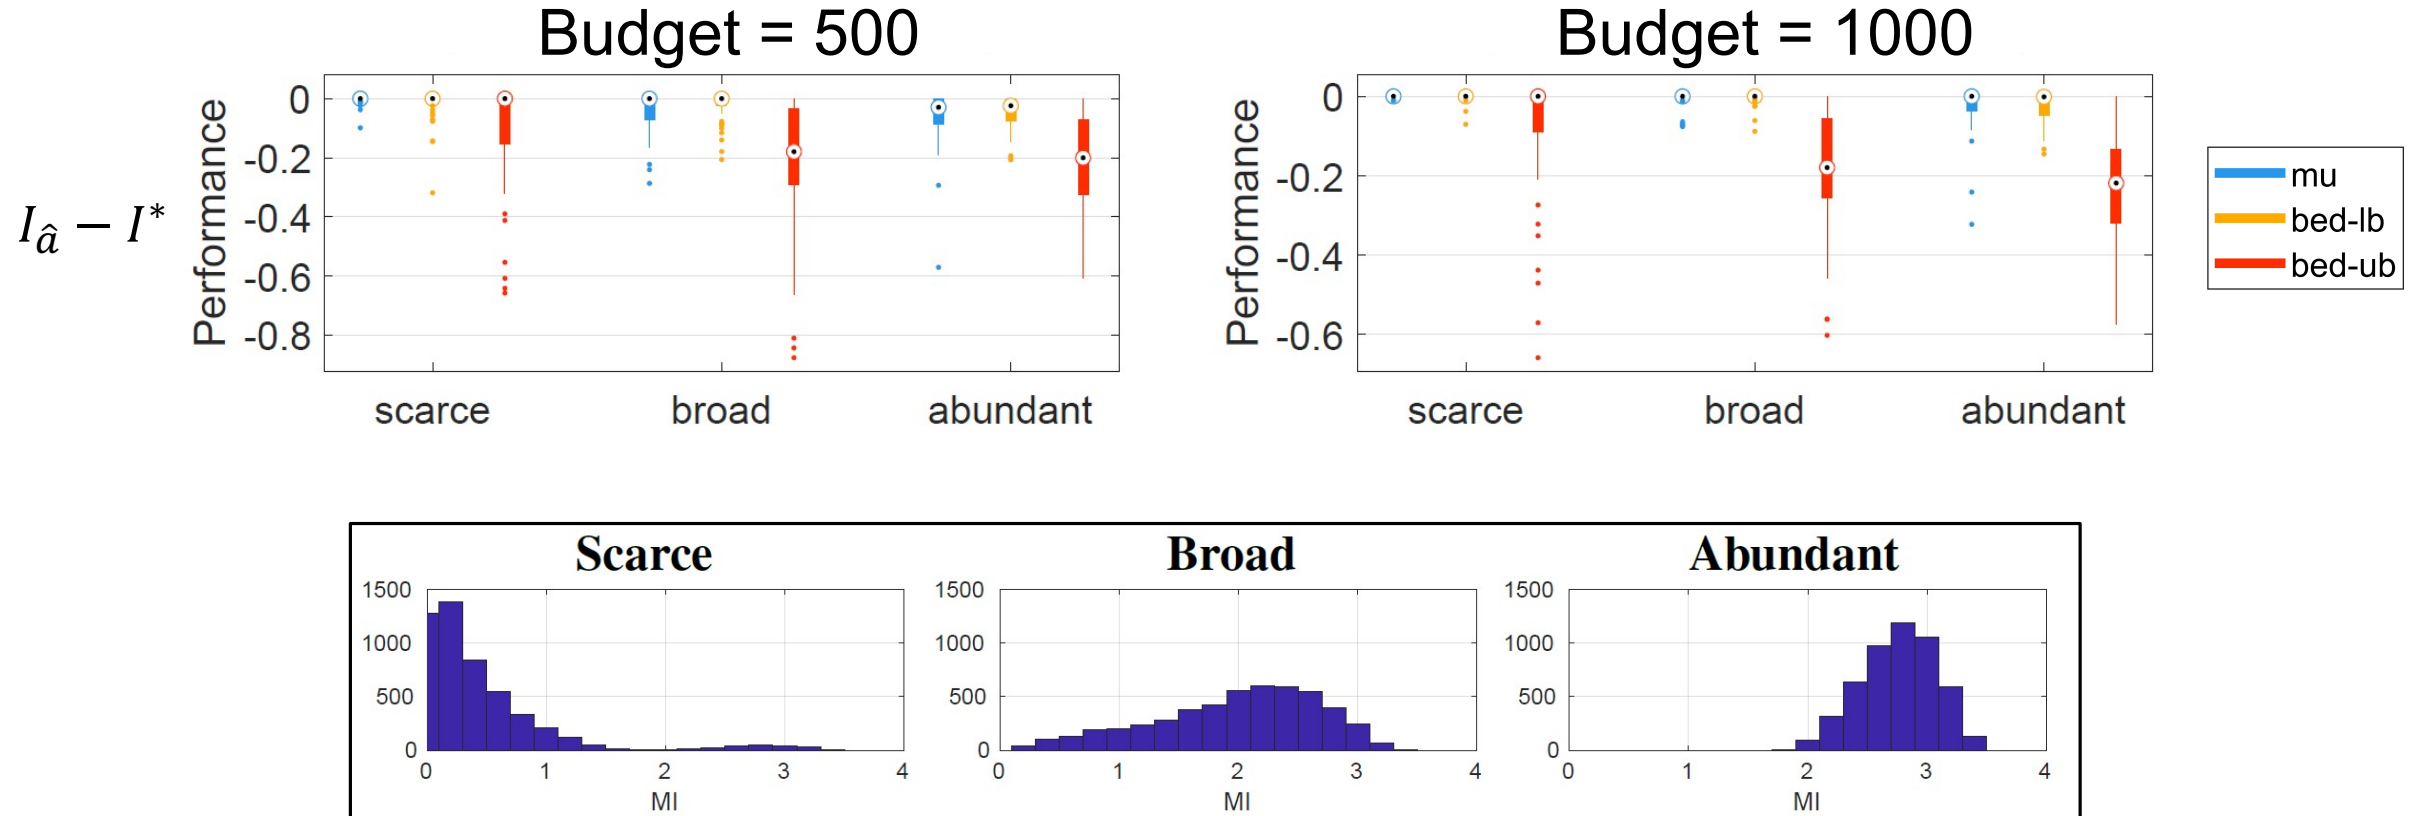 Budget = 500
Budget = 1000
I_â − I*
Performance
0
-0.2
-0.4
-0.6
-0.8
scarce broad abundant
Performance
0
-0.2
-0.4
-0.6
scarce broad abundant
mu
bed-lb
bed-ub
Scarce
1500
1000
500
0
0 1 2 3 4
MI
Broad
1500
1000
500
0
0 1 2 3 4
MI
Abundant
1500
1000
500
0
0 1 2 3 4
MI